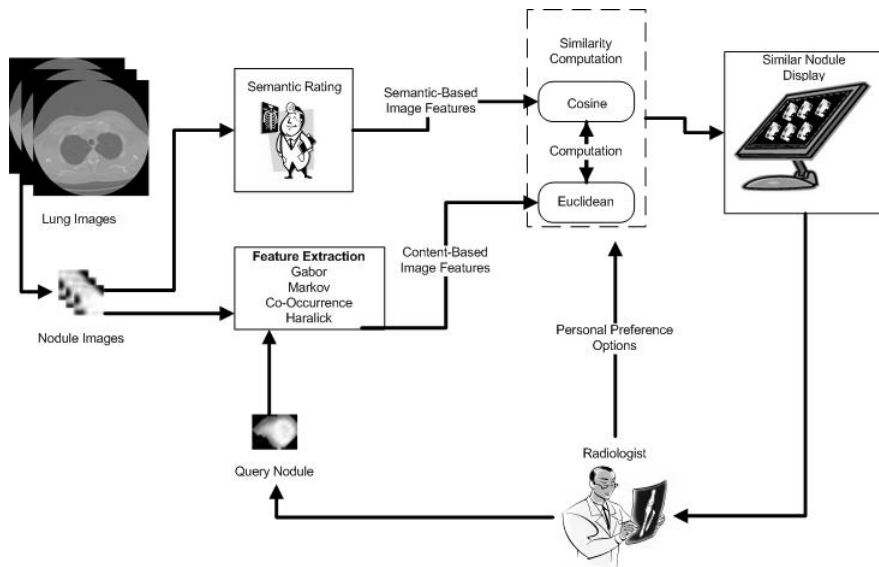 Similarity
Computation
Similar Nodule
Display
Semantic Rating
Semantic-Based
Image Features
Cosine
Computation
Euclidean
Lung Images
Feature Extraction
Gabor
Markov
Co-Occurrence
Haralick
Content-Based
Image Features
Nodule Images
Personal Preference
Options
Query Nodule
Radiologist